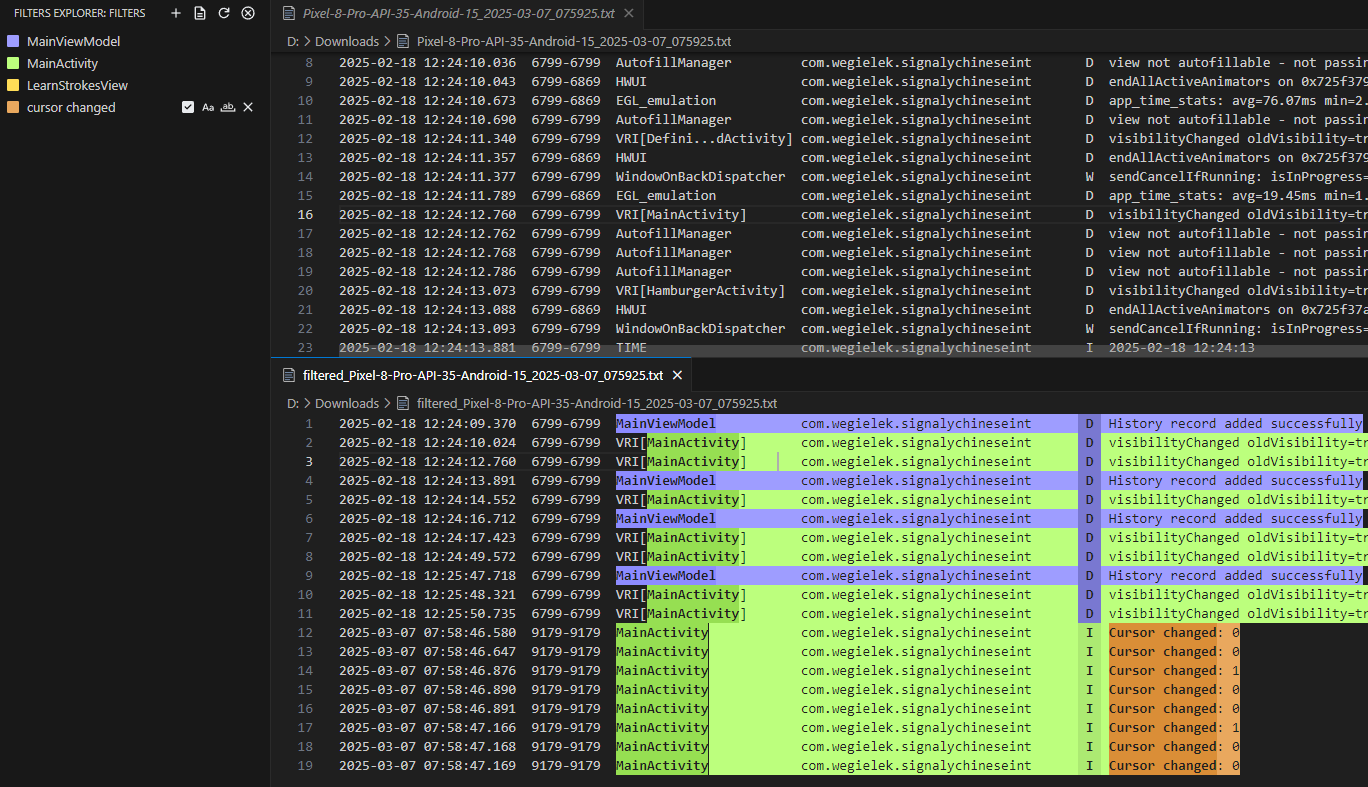 FILTERS EXPLORER: FILTERS
MainViewModel
MainActivity
LearnStrokesView
cursor changed Aa ab
Pixel-8-Pro-API-35-Android-15_2025-03-07_075925.txt
D: > Downloads > Pixel-8-Pro-API-35-Android-15_2025-03-07_075925.txt
8 2025-02-18 12:24:10.036 6799-6799 AutofillManager com.wegielek.signalychineseint D view not autofillable - not passin
9 2025-02-18 12:24:10.043 6799-6869 HWUI com.wegielek.signalychineseint D endAllActiveAnimators on 0x725f379
10 2025-02-18 12:24:10.673 6799-6869 EGL_emulation com.wegielek.signalychineseint D app_time_stats: avg=76.07ms min=2.
11 2025-02-18 12:24:10.690 6799-6799 AutofillManager com.wegielek.signalychineseint D view not autofillable - not passin
12 2025-02-18 12:24:11.340 6799-6799 VRI[Defini...dActivity] com.wegielek.signalychineseint D visibilityChanged oldVisibility=tr
13 2025-02-18 12:24:11.357 6799-6869 HWUI com.wegielek.signalychineseint D endAllActiveAnimators on 0x725f379
14 2025-02-18 12:24:11.377 6799-6799 WindowOnBackDispatcher com.wegielek.signalychineseint W sendCancelIfRunning: isInProgress=
15 2025-02-18 12:24:11.789 6799-6869 EGL_emulation com.wegielek.signalychineseint D app_time_stats: avg=19.45ms min=1.
16 2025-02-18 12:24:12.760 6799-6799 VRI[MainActivity] com.wegielek.signalychineseint D visibilityChanged oldVisibility=tr
17 2025-02-18 12:24:12.762 6799-6799 AutofillManager com.wegielek.signalychineseint D view not autofillable - not passin
18 2025-02-18 12:24:12.768 6799-6799 AutofillManager com.wegielek.signalychineseint D view not autofillable - not passin
19 2025-02-18 12:24:12.786 6799-6799 AutofillManager com.wegielek.signalychineseint D view not autofillable - not passin
20 2025-02-18 12:24:13.073 6799-6799 VRI[HamburgerActivity] com.wegielek.signalychineseint D visibilityChanged oldVisibility=tr
21 2025-02-18 12:24:13.088 6799-6869 HWUI com.wegielek.signalychineseint D endAllActiveAnimators on 0x725f37a
22 2025-02-18 12:24:13.093 6799-6799 WindowOnBackDispatcher com.wegielek.signalychineseint W sendCancelIfRunning: isInProgress=
23 2025-02-18 12:24:13.881 6799-6799 TIME com.wegielek.signalychineseint I 2025-02-18 12:24:13
filtered_Pixel-8-Pro-API-35-Android-15_2025-03-07_075925.txt
D: > Downloads > filtered_Pixel-8-Pro-API-35-Android-15_2025-03-07_075925.txt
1 2025-02-18 12:24:09.370 6799-6799 MainViewModel com.wegielek.signalychineseint D History record added successfully
2 2025-02-18 12:24:10.024 6799-6799 VRI[MainActivity] com.wegielek.signalychineseint D visibilityChanged oldVisibility=tr
3 2025-02-18 12:24:12.760 6799-6799 VRI[MainActivity] com.wegielek.signalychineseint D visibilityChanged oldVisibility=tr
4 2025-02-18 12:24:13.891 6799-6799 MainViewModel com.wegielek.signalychineseint D History record added successfully
5 2025-02-18 12:24:14.552 6799-6799 VRI[MainActivity] com.wegielek.signalychineseint D visibilityChanged oldVisibility=tr
6 2025-02-18 12:24:16.712 6799-6799 MainViewModel com.wegielek.signalychineseint D History record added successfully
7 2025-02-18 12:24:17.423 6799-6799 VRI[MainActivity] com.wegielek.signalychineseint D visibilityChanged oldVisibility=tr
8 2025-02-18 12:24:49.572 6799-6799 VRI[MainActivity] com.wegielek.signalychineseint D visibilityChanged oldVisibility=tr
9 2025-02-18 12:25:47.718 6799-6799 MainViewModel com.wegielek.signalychineseint D History record added successfully
10 2025-02-18 12:25:48.321 6799-6799 VRI[MainActivity] com.wegielek.signalychineseint D visibilityChanged oldVisibility=tr
11 2025-02-18 12:25:50.735 6799-6799 VRI[MainActivity] com.wegielek.signalychineseint D visibilityChanged oldVisibility=tr
12 2025-03-07 07:58:46.580 9179-9179 MainActivity com.wegielek.signalychineseint I Cursor changed: 0
13 2025-03-07 07:58:46.647 9179-9179 MainActivity com.wegielek.signalychineseint I Cursor changed: 0
14 2025-03-07 07:58:46.876 9179-9179 MainActivity com.wegielek.signalychineseint I Cursor changed: 1
15 2025-03-07 07:58:46.890 9179-9179 MainActivity com.wegielek.signalychineseint I Cursor changed: 0
16 2025-03-07 07:58:46.891 9179-9179 MainActivity com.wegielek.signalychineseint I Cursor changed: 0
17 2025-03-07 07:58:47.166 9179-9179 MainActivity com.wegielek.signalychineseint I Cursor changed: 1
18 2025-03-07 07:58:47.168 9179-9179 MainActivity com.wegielek.signalychineseint I Cursor changed: 0
19 2025-03-07 07:58:47.169 9179-9179 MainActivity com.wegielek.signalychineseint I Cursor changed: 0